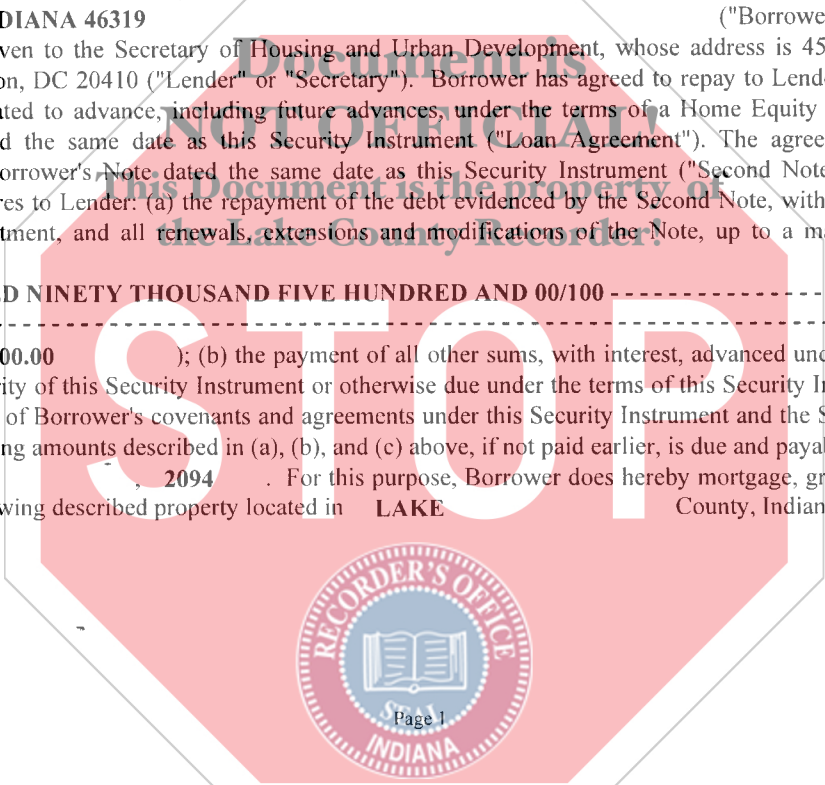 DIANA 46319 ("Borrowe
ven to the Secretary of Housing and Urban Development, whose address is 45
on, DC 20410 ("Lender" or "Secretary"). Borrower has agreed to repay to Lend
ated to advance, including future advances, under the terms of a Home Equity
d the same date as this Security Instrument ("Loan Agreement"). The agree
orrower's Note dated the same date as this Security Instrument ("Second Note
res to Lender: (a) the repayment of the debt evidenced by the Second Note, with
tment, and all renewals, extensions and modifications of the Note, up to a m
D NINETY THOUSAND FIVE HUNDRED AND 00/100 - - - - - - - - - - - - - - -
- - - - - - - - - - - - - - - - - - - - - - - - - - - - - - - - - - - - - - - - - - - - - - - - - - - - - - - -
00.00 ); (b) the payment of all other sums, with interest, advanced und
rity of this Security Instrument or otherwise due under the terms of this Security I
of Borrower's covenants and agreements under this Security Instrument and the S
ng amounts described in (a), (b), and (c) above, if not paid earlier, is due and payal
, 2094 . For this purpose, Borrower does hereby mortgage, gr
wing described property located in LAKE County, Indian
Document is
NOT OFFICIAL!
This Document is the property of
the Lake County Recorder!
STOP
RECORDER'S OFFICE
SEAL
INDIANA
Page 1